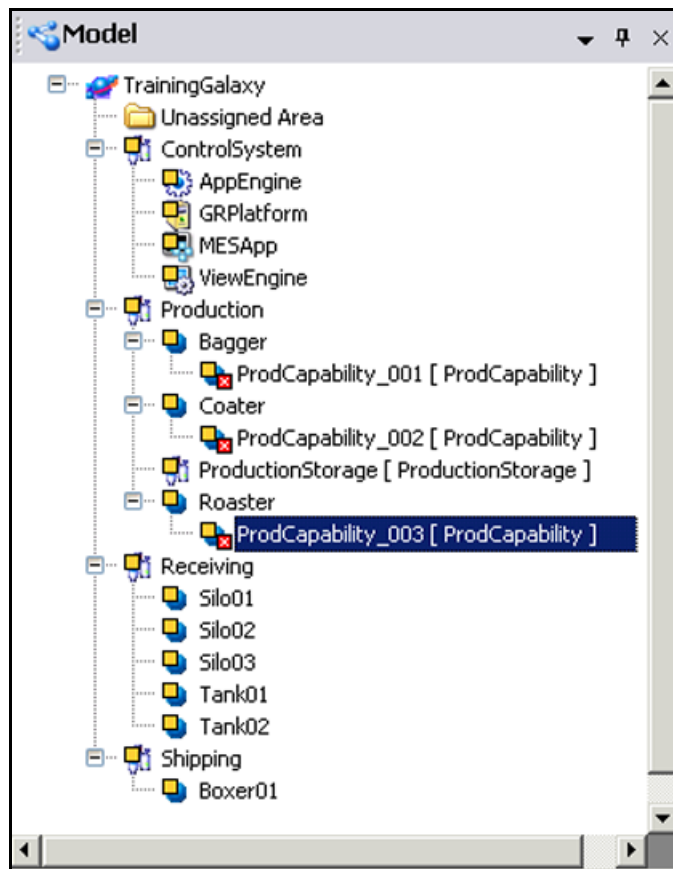 Model
TrainingGalaxy
Unassigned Area
ControlSystem
AppEngine
GRPlatform
MESApp
ViewEngine
Production
Bagger
ProdCapability_001 [ ProdCapability ]
Coater
ProdCapability_002 [ ProdCapability ]
ProductionStorage [ ProductionStorage ]
Roaster
ProdCapability_003 [ ProdCapability ]
Receiving
Silo01
Silo02
Silo03
Tank01
Tank02
Shipping
Boxer01